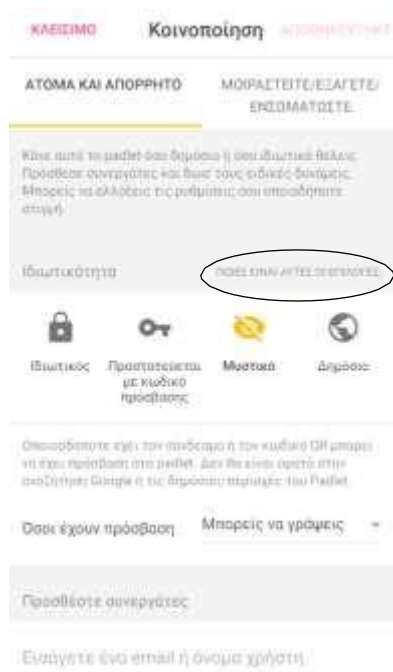 ΚΛΕΙΣΙΜΟ Κοινοποίηση
ΑΤΟΜΑ ΚΑΙ ΑΠΟΡΡΗΤΟ ΜΟΙΡΑΣΤΕΙΤΕ/ΕΞΑΓΕΤΕ/
ΕΝΣΩΜΑΤΩΣΤΕ
Κάνε αυτό το padlet όσο δημόσιο ή όσο ιδιωτικό θέλεις.
Πρόσθεσε συνεργάτες και δώσ' τους ειδικές δυνάμεις.
Μπορείς να αλλάξεις τις ρυθμίσεις σου οποιαδήποτε
στιγμή.
Ιδιωτικότητα ΠΟΙΕΣ ΕΙΝΑΙ ΑΥΤΕΣ ΟΙ ΕΠΙΛΟΓΕΣ
Ιδιωτικός Προστατεύεται Μυστικό Δημόσιο
με κωδικό
πρόσβασης
Οποιοσδήποτε έχει τον σύνδεσμο ή τον κωδικό QR μπορεί
να έχει πρόσβαση στο padlet. Δεν θα είναι ορατό στην
αναζήτηση Google ή τις δημόσιες περιοχές του Padlet.
Όσοι έχουν πρόσβαση Μπορείς να γράψεις
Προσθέστε συνεργάτες
Εισάγετε ένα email ή όνομα χρήστη